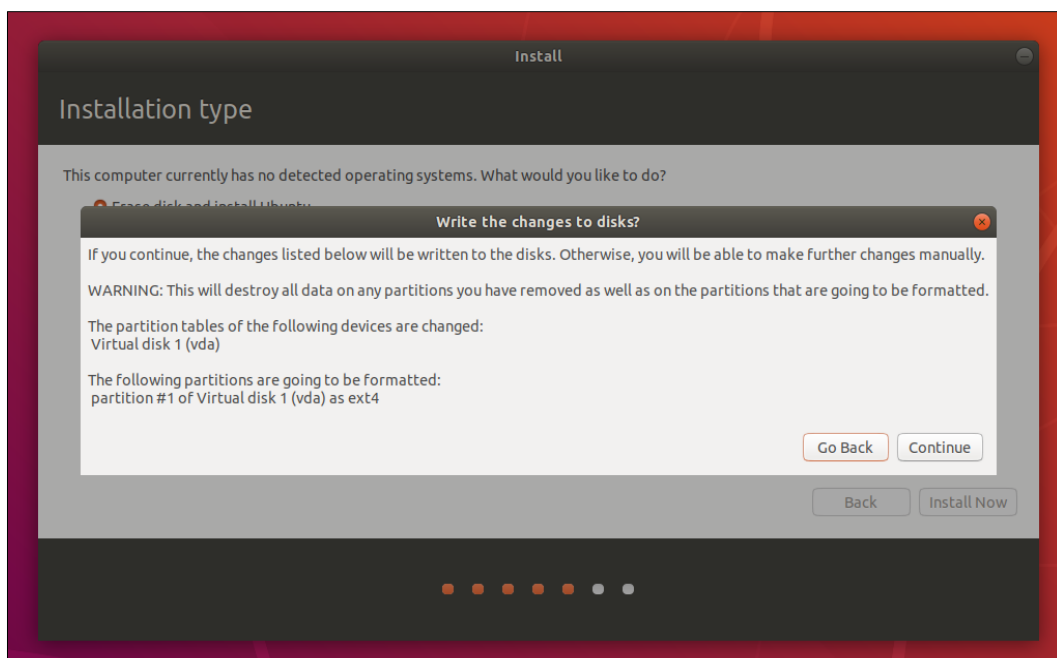 Install
Installation type
This computer currently has no detected operating systems. What would you like to do?
Erase disk and install Ubuntu
Write the changes to disks?
If you continue, the changes listed below will be written to the disks. Otherwise, you will be able to make further changes manually.
WARNING: This will destroy all data on any partitions you have removed as well as on the partitions that are going to be formatted.
The partition tables of the following devices are changed:
Virtual disk 1 (vda)
The following partitions are going to be formatted:
partition #1 of Virtual disk 1 (vda) as ext4
Go Back Continue
Back Install Now